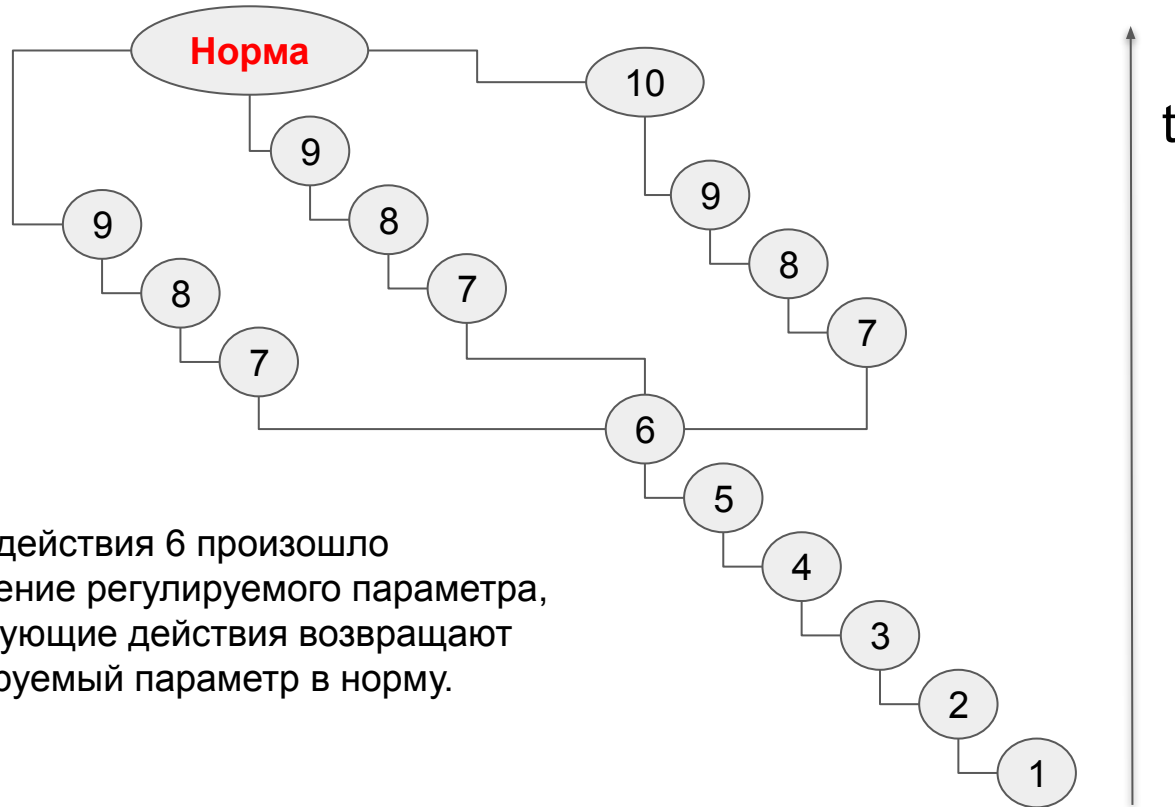 Норма
10
t
9
9
8
9
8
8
7
7
7
6
5
действия 6 произошло
4
ение регулируемого параметра,
ующие действия возвращают
3
руемый параметр в норму.
2
1